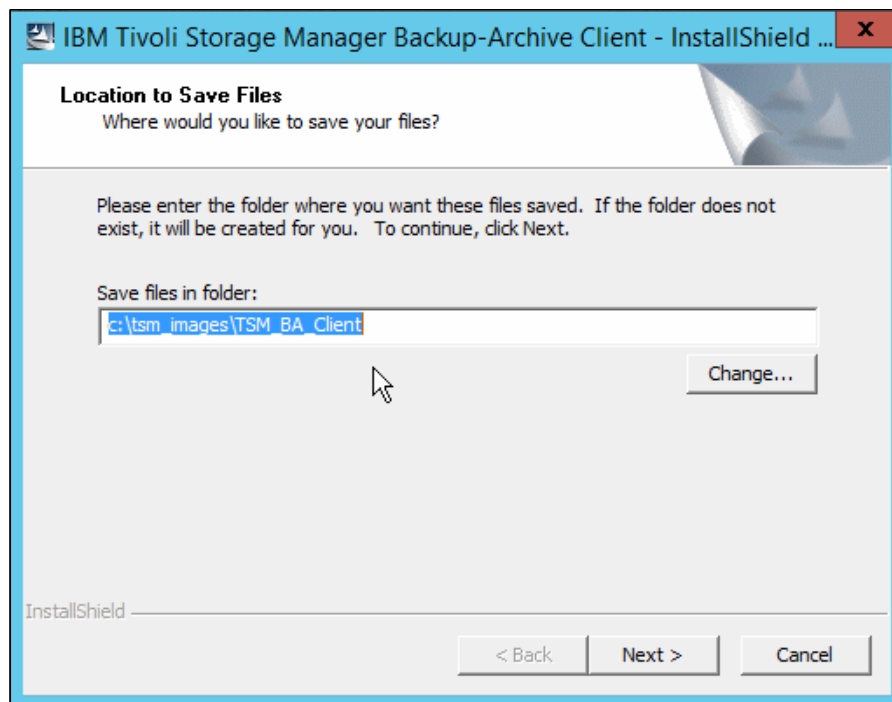 IBM Tivoli Storage Manager Backup-Archive Client - InstallShield ...
x
Location to Save Files
Where would you like to save your files?
Please enter the folder where you want these files saved. If the folder does not
exist, it will be created for you. To continue, click Next.
Save files in folder:
c:\tsm_images\TSM_BA_Client
Change...
InstallShield
< Back Next > Cancel